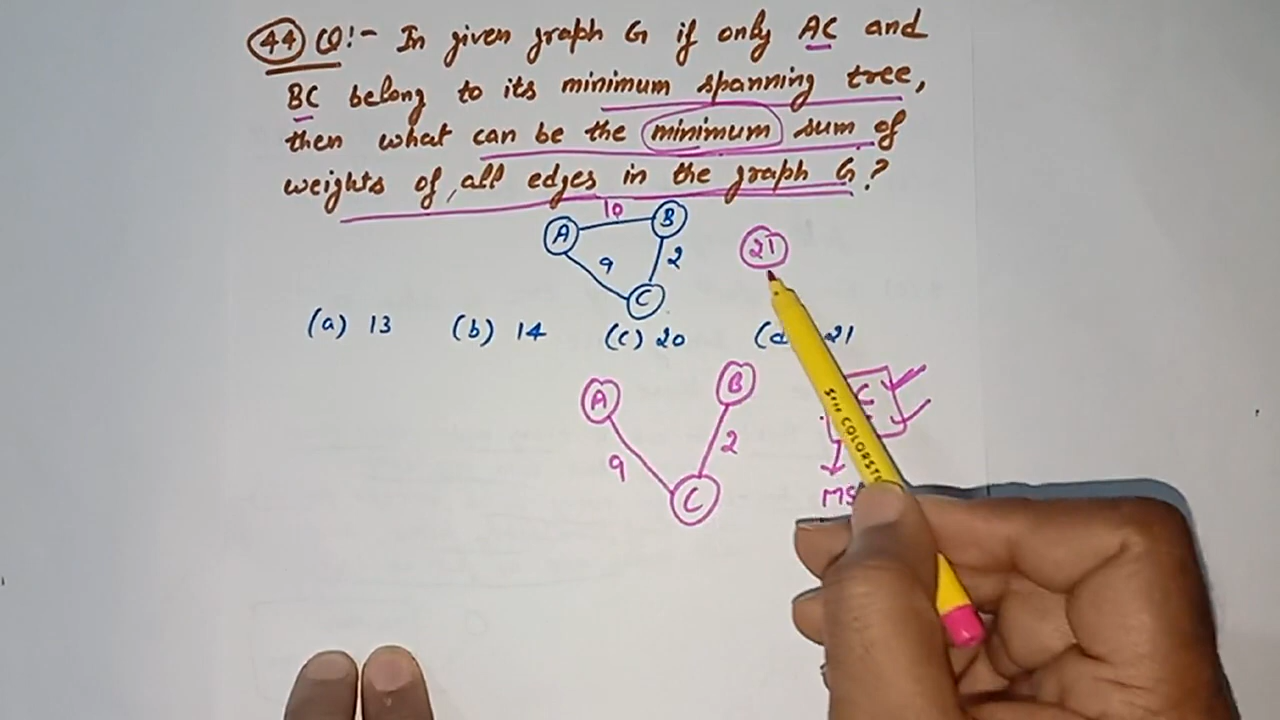 44 Q:- In given graph G if only AC and
BC belong to its minimum spanning tree,
then what can be the minimum sum of
weights of all edges in the graph G?
10
A B
9 2
C
21
(a) 13 (b) 14 (c) 20 (d) 21
A B
9 2
C